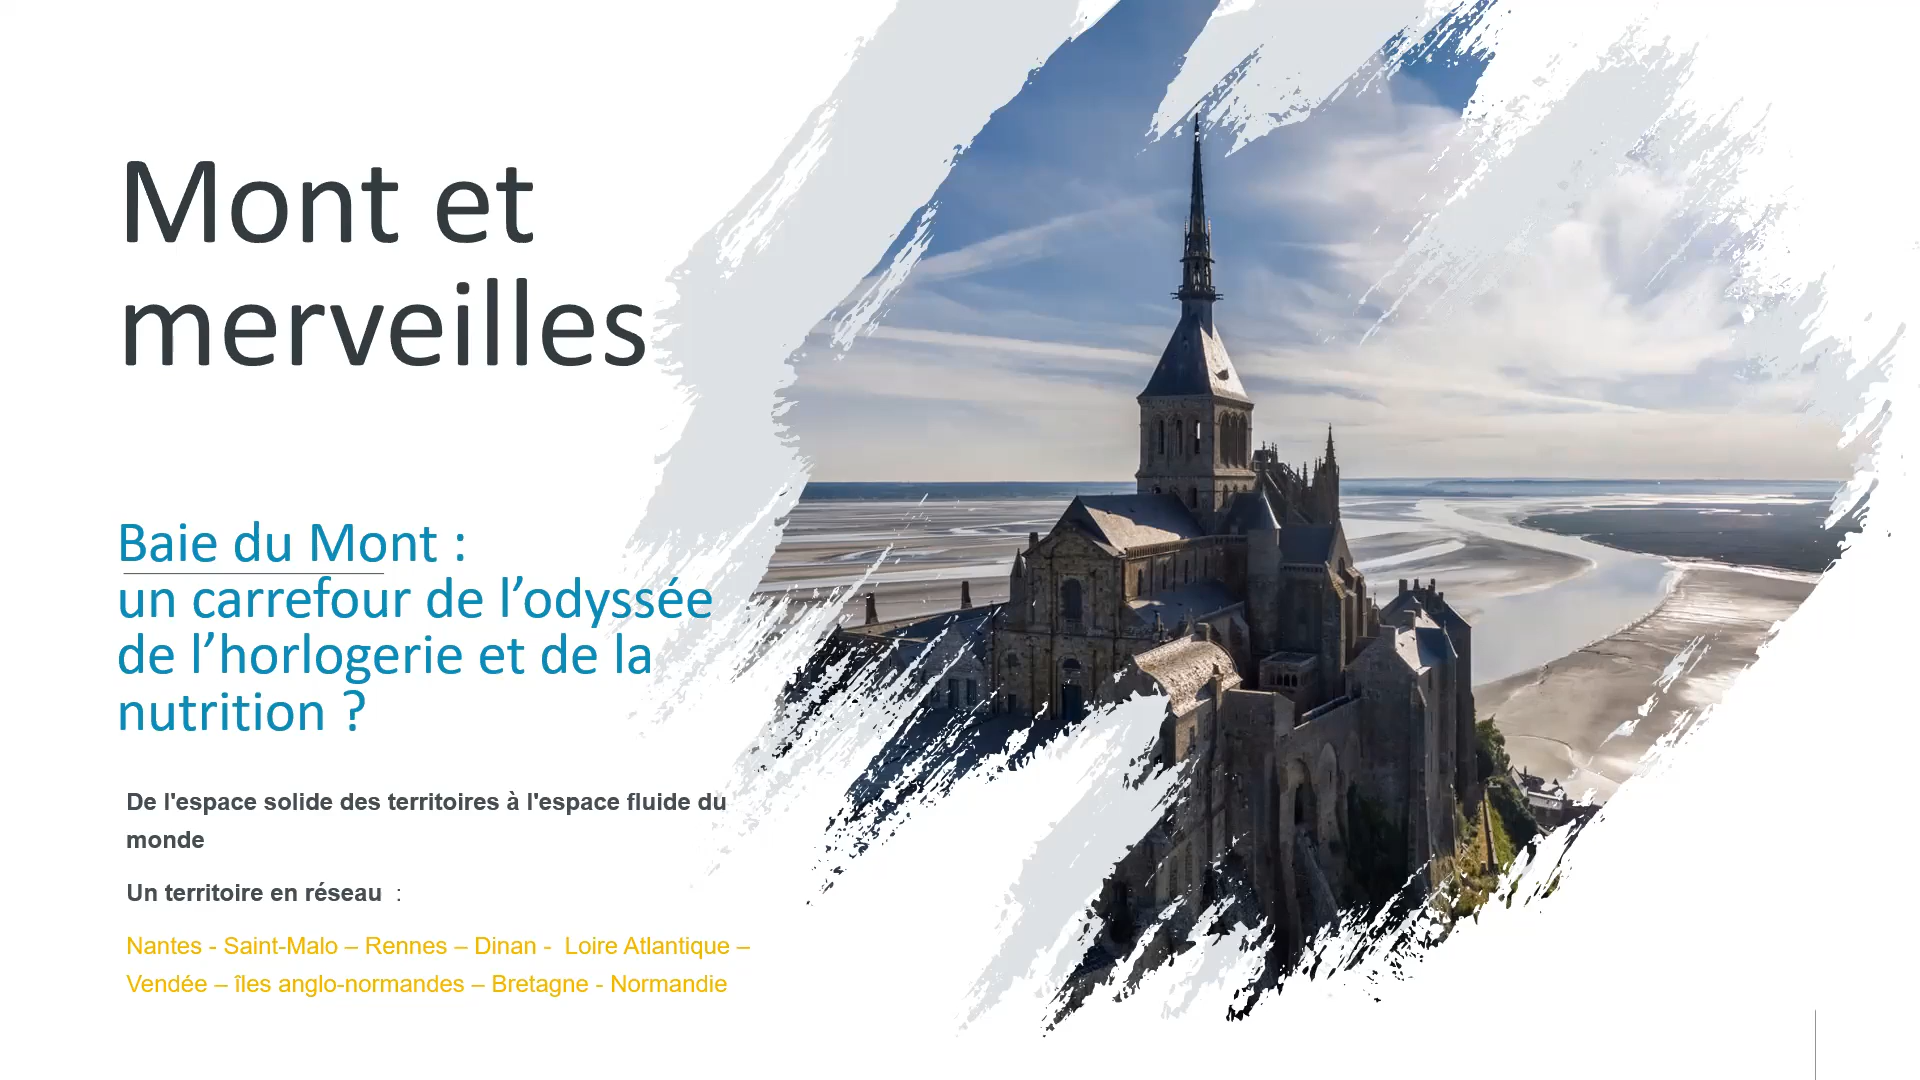 Mont et
merveilles
Baie du Mont :
un carrefour de l’odyssée
de l’horlogerie et de la
nutrition ?
De l'espace solide des territoires à l'espace fluide du
monde
Un territoire en réseau  :
Nantes - Saint-Malo – Rennes – Dinan -  Loire Atlantique –
Vendée – îles anglo-normandes – Bretagne - Normandie